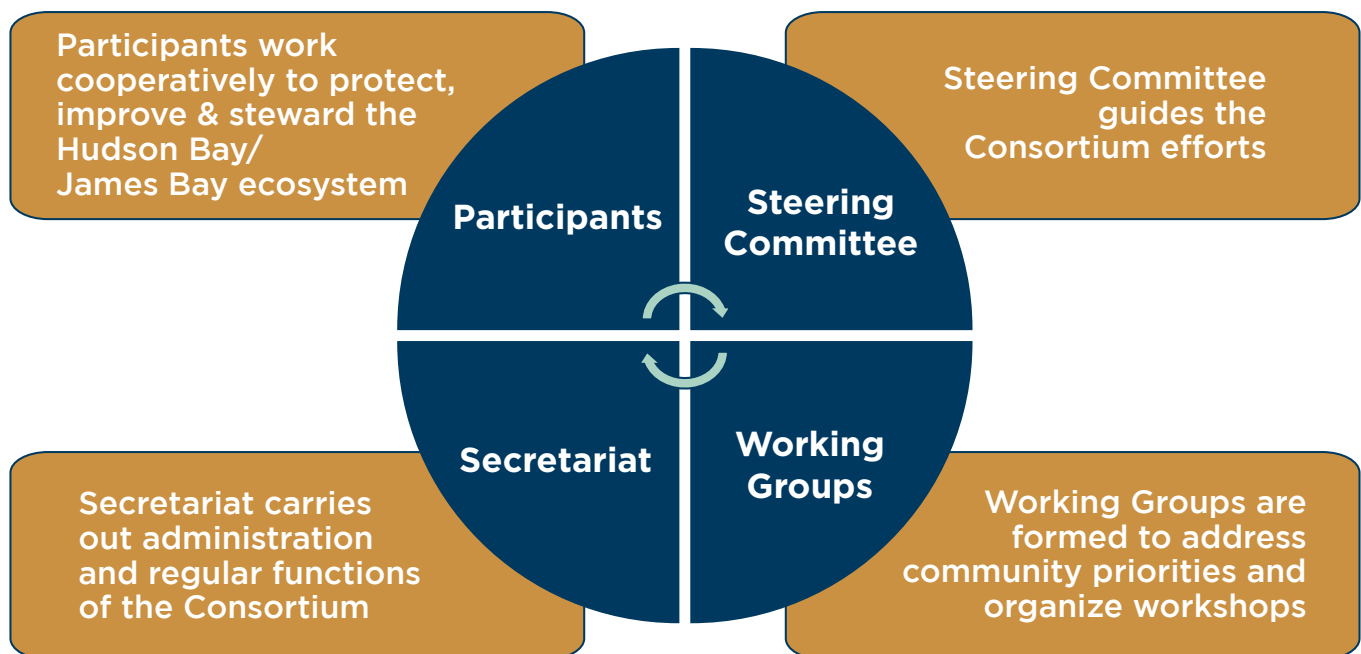 Participants work
cooperatively to protect,
improve & steward the
Hudson Bay/
James Bay ecosystem
Steering Committee
guides the
Consortium efforts
Participants
Steering
Committee
Secretariat
Working
Groups
Secretariat carries
out administration
and regular functions
of the Consortium
Working Groups are
formed to address
community priorities and
organize workshops